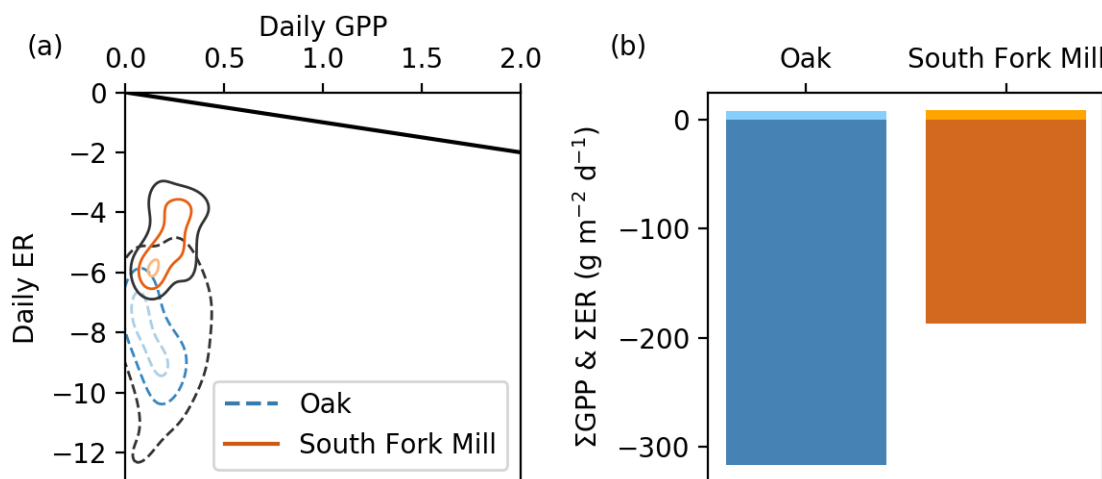 (a)
Daily GPP
0.0 0.5 1.0 1.5 2.0
Daily ER
0
−2
−4
−6
−8
−10
−12
Oak
South Fork Mill
(b)
Oak South Fork Mill
ΣGPP & ΣER (g m⁻² d⁻¹)
0
−100
−200
−300